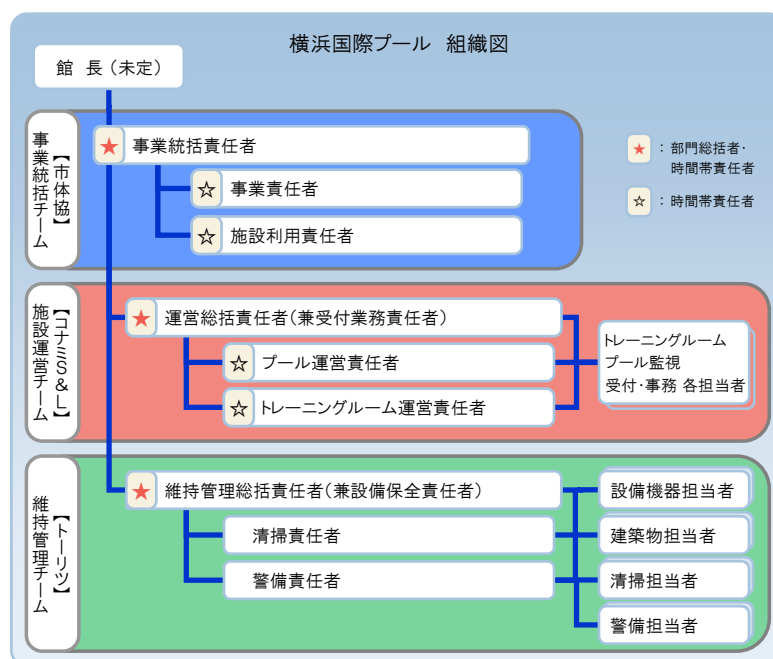 横浜国際プール 組織図
館 長（未定）
事業統括チーム
【市体協】
★ 事業統括責任者
☆ 事業責任者
☆ 施設利用責任者
★ ：部門総括者・
時間帯責任者
☆ ：時間帯責任者
施設運営チーム
【コナミS＆L】
★ 運営総括責任者（兼受付業務責任者）
☆ プール運営責任者
☆ トレーニングルーム運営責任者
トレーニングルーム
プール監視
受付・事務 各担当者
維持管理チーム
【トーリツ】
★ 維持管理総括責任者（兼設備保全責任者）
清掃責任者
警備責任者
設備機器担当者
建築物担当者
清掃担当者
警備担当者